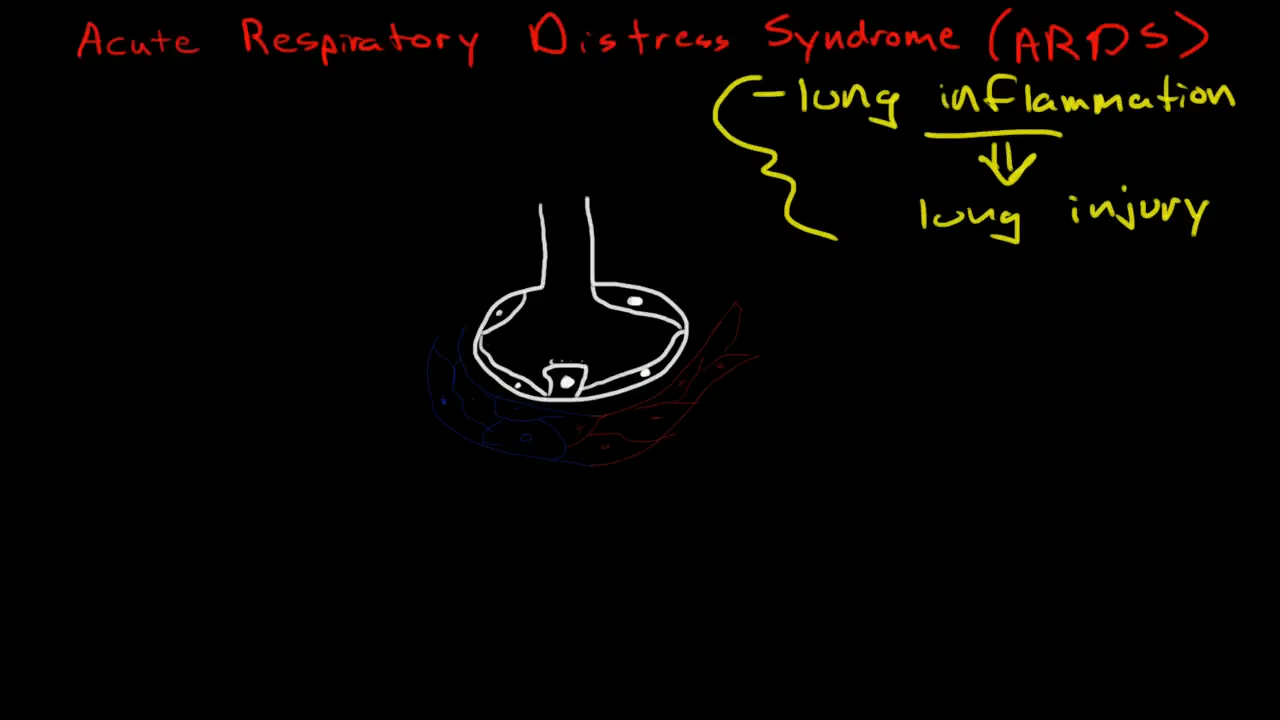 Acute Respiratory Distress Syndrome (ARDS)
- lung inflammation
lung injury